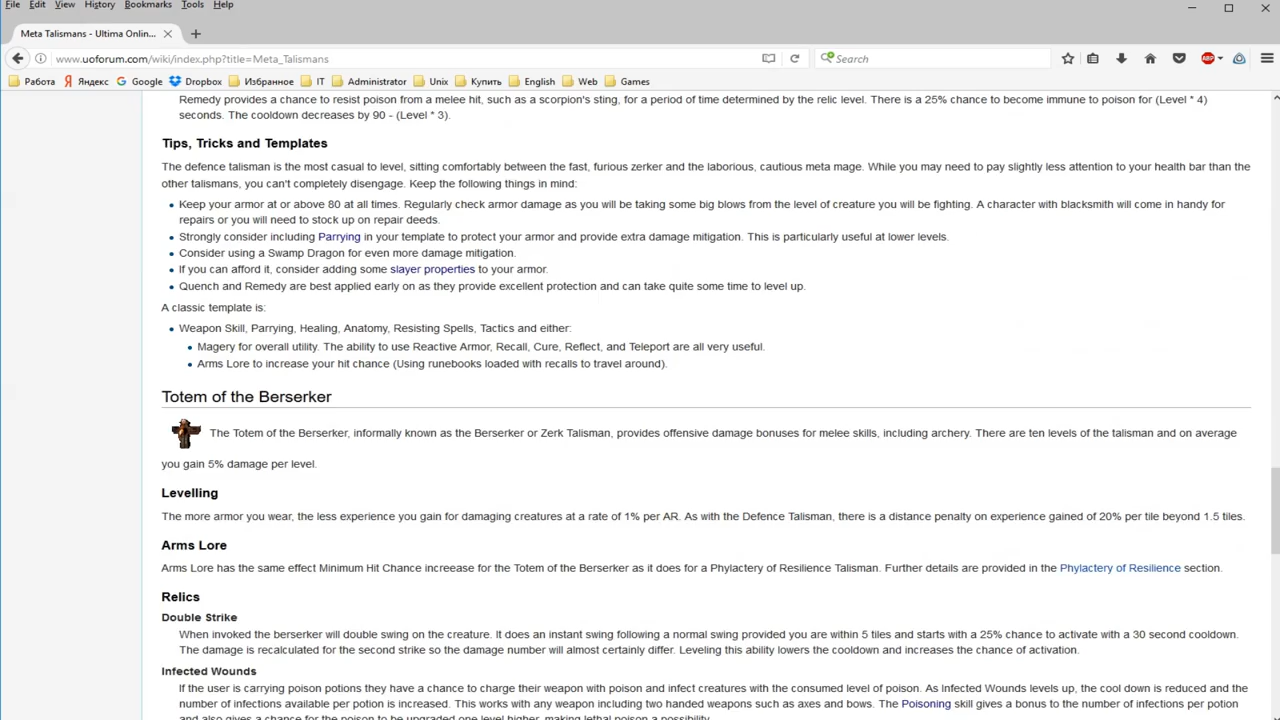 File Edit View History Bookmarks Tools Help
Meta Talismans - Ultima Onlin...
www.uoforum.com/wiki/index.php?title=Meta_Talismans
Search
ABP
Работа Яндекс Google Dropbox Избранное IT Administrator Unix Купить English Web Games
Remedy provides a chance to resist poison from a melee hit, such as a scorpion's sting, for a period of time determined by the relic level. There is a 25% chance to become immune to poison for (Level * 4)
seconds. The cooldown decreases by 90 - (Level * 3).
Tips, Tricks and Templates
The defence talisman is the most casual to level, sitting comfortably between the fast, furious zerker and the laborious, cautious meta mage. While you may need to pay slightly less attention to your health bar than the
other talismans, you can't completely disengage. Keep the following things in mind:
Keep your armor at or above 80 at all times. Regularly check armor damage as you will be taking some big blows from the level of creature you will be fighting. A character with blacksmith will come in handy for
repairs or you will need to stock up on repair deeds.
Strongly consider including Parrying in your template to protect your armor and provide extra damage mitigation. This is particularly useful at lower levels.
Consider using a Swamp Dragon for even more damage mitigation.
If you can afford it, consider adding some slayer properties to your armor.
Quench and Remedy are best applied early on as they provide excellent protection and can take quite some time to level up.
A classic template is:
Weapon Skill, Parrying, Healing, Anatomy, Resisting Spells, Tactics and either:
Magery for overall utility. The ability to use Reactive Armor, Recall, Cure, Reflect, and Teleport are all very useful.
Arms Lore to increase your hit chance (Using runebooks loaded with recalls to travel around).
Totem of the Berserker
The Totem of the Berserker, informally known as the Berserker or Zerk Talisman, provides offensive damage bonuses for melee skills, including archery. There are ten levels of the talisman and on average
you gain 5% damage per level.
Levelling
The more armor you wear, the less experience you gain for damaging creatures at a rate of 1% per AR. As with the Defence Talisman, there is a distance penalty on experience gained of 20% per tile beyond 1.5 tiles.
Arms Lore
Arms Lore has the same effect Minimum Hit Chance increease for the Totem of the Berserker as it does for a Phylactery of Resilience Talisman. Further details are provided in the Phylactery of Resilience section.
Relics
Double Strike
When invoked the berserker will double swing on the creature. It does an instant swing following a normal swing provided you are within 5 tiles and starts with a 25% chance to activate with a 30 second cooldown.
The damage is recalculated for the second strike so the damage number will almost certainly differ. Leveling this ability lowers the cooldown and increases the chance of activation.
Infected Wounds
If the user is carrying poison potions they have a chance to charge their weapon with poison and infect creatures with the consumed level of poison. As Infected Wounds levels up, the cool down is reduced and the
number of infections available per potion is increased. This works with any weapon including two handed weapons such as axes and bows. The Poisoning skill gives a bonus to the number of infections per potion
and also gives a chance for the poison to be upgraded one level higher, making lethal poison a possibility.